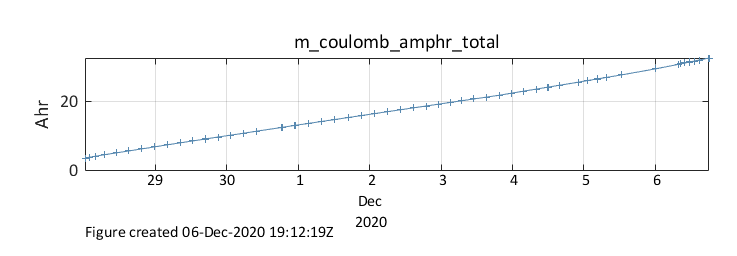 m_coulomb_amphr_total
Ahr
20
0
29 30 1 2 3 4 5 6
Dec
2020
Figure created 06-Dec-2020 19:12:19Z